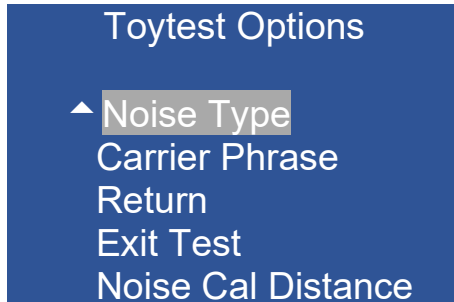 Toytest Options
Noise Type
Carrier Phrase
Return
Exit Test
Noise Cal Distance